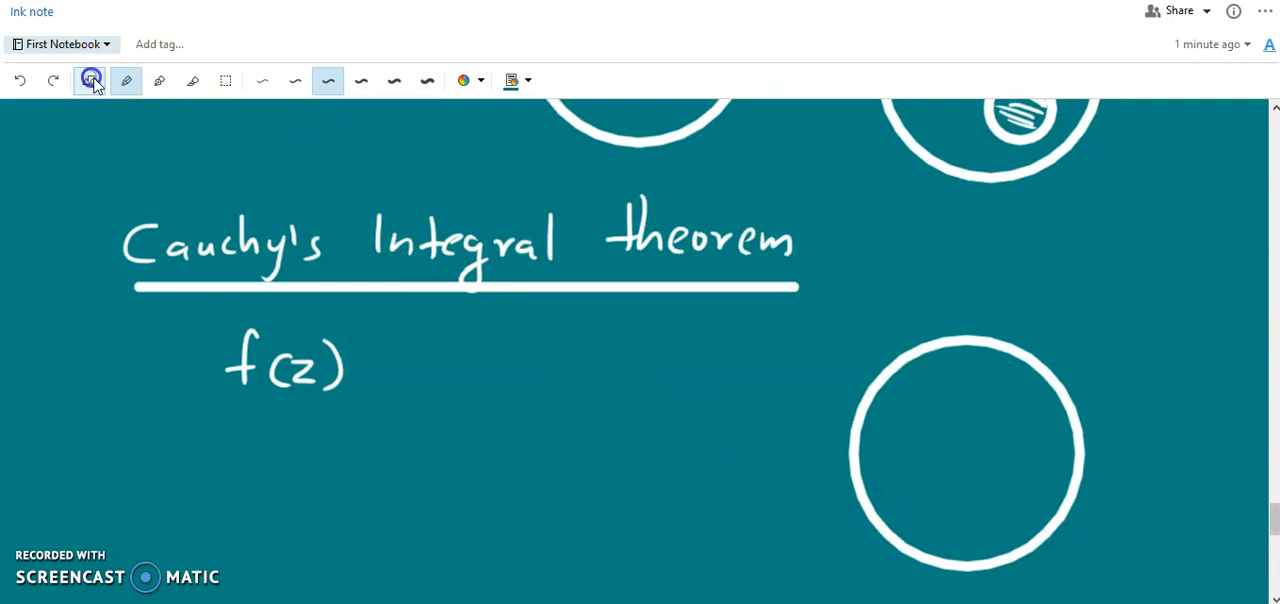 Ink note
Share
First Notebook
Add tag...
1 minute ago
A
Cauchy's Integral theorem
f(z)
RECORDED WITH
SCREENCAST MATIC